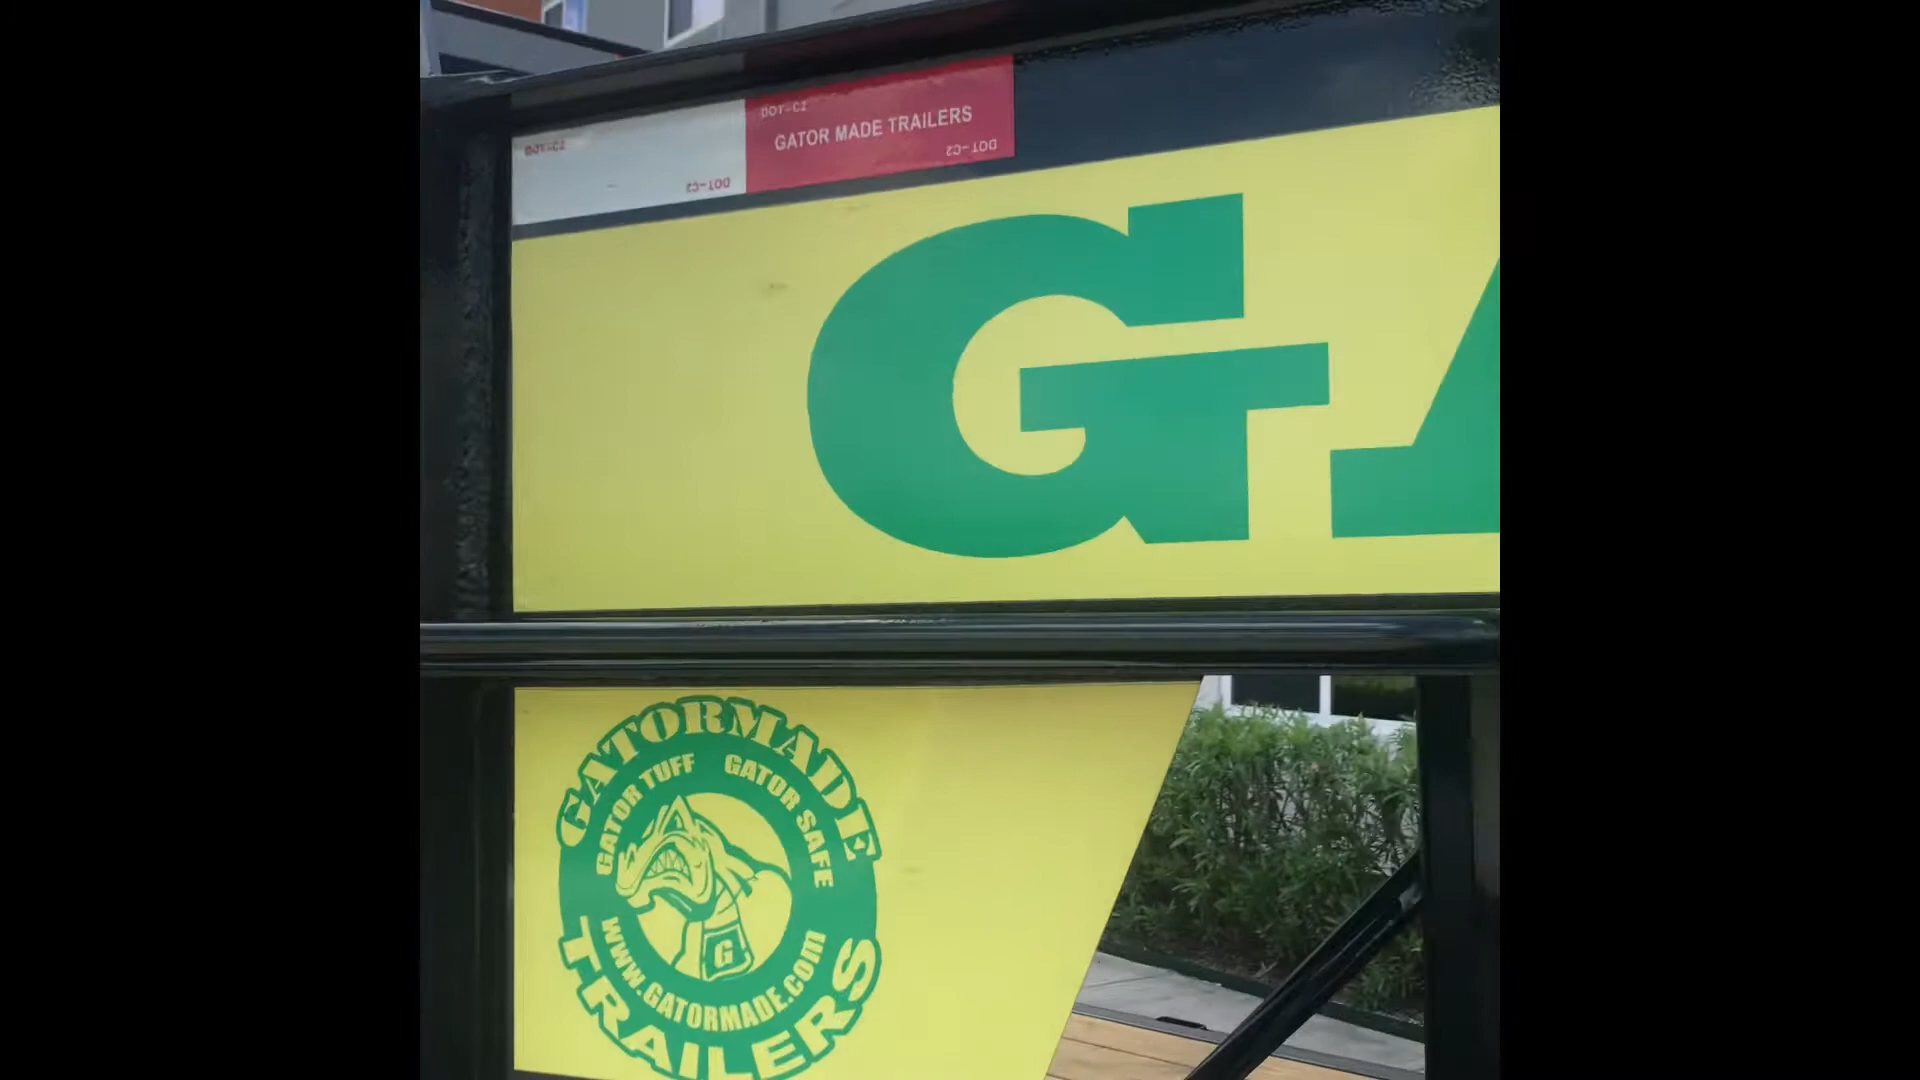 DOT-C2
DOT-C2
DOT-C2
GATOR MADE TRAILERS
DOT-C2
GA
GATORMADE
GATOR TUFF GATOR SAFE
G
WWW.GATORMADE.COM
TRAILERS